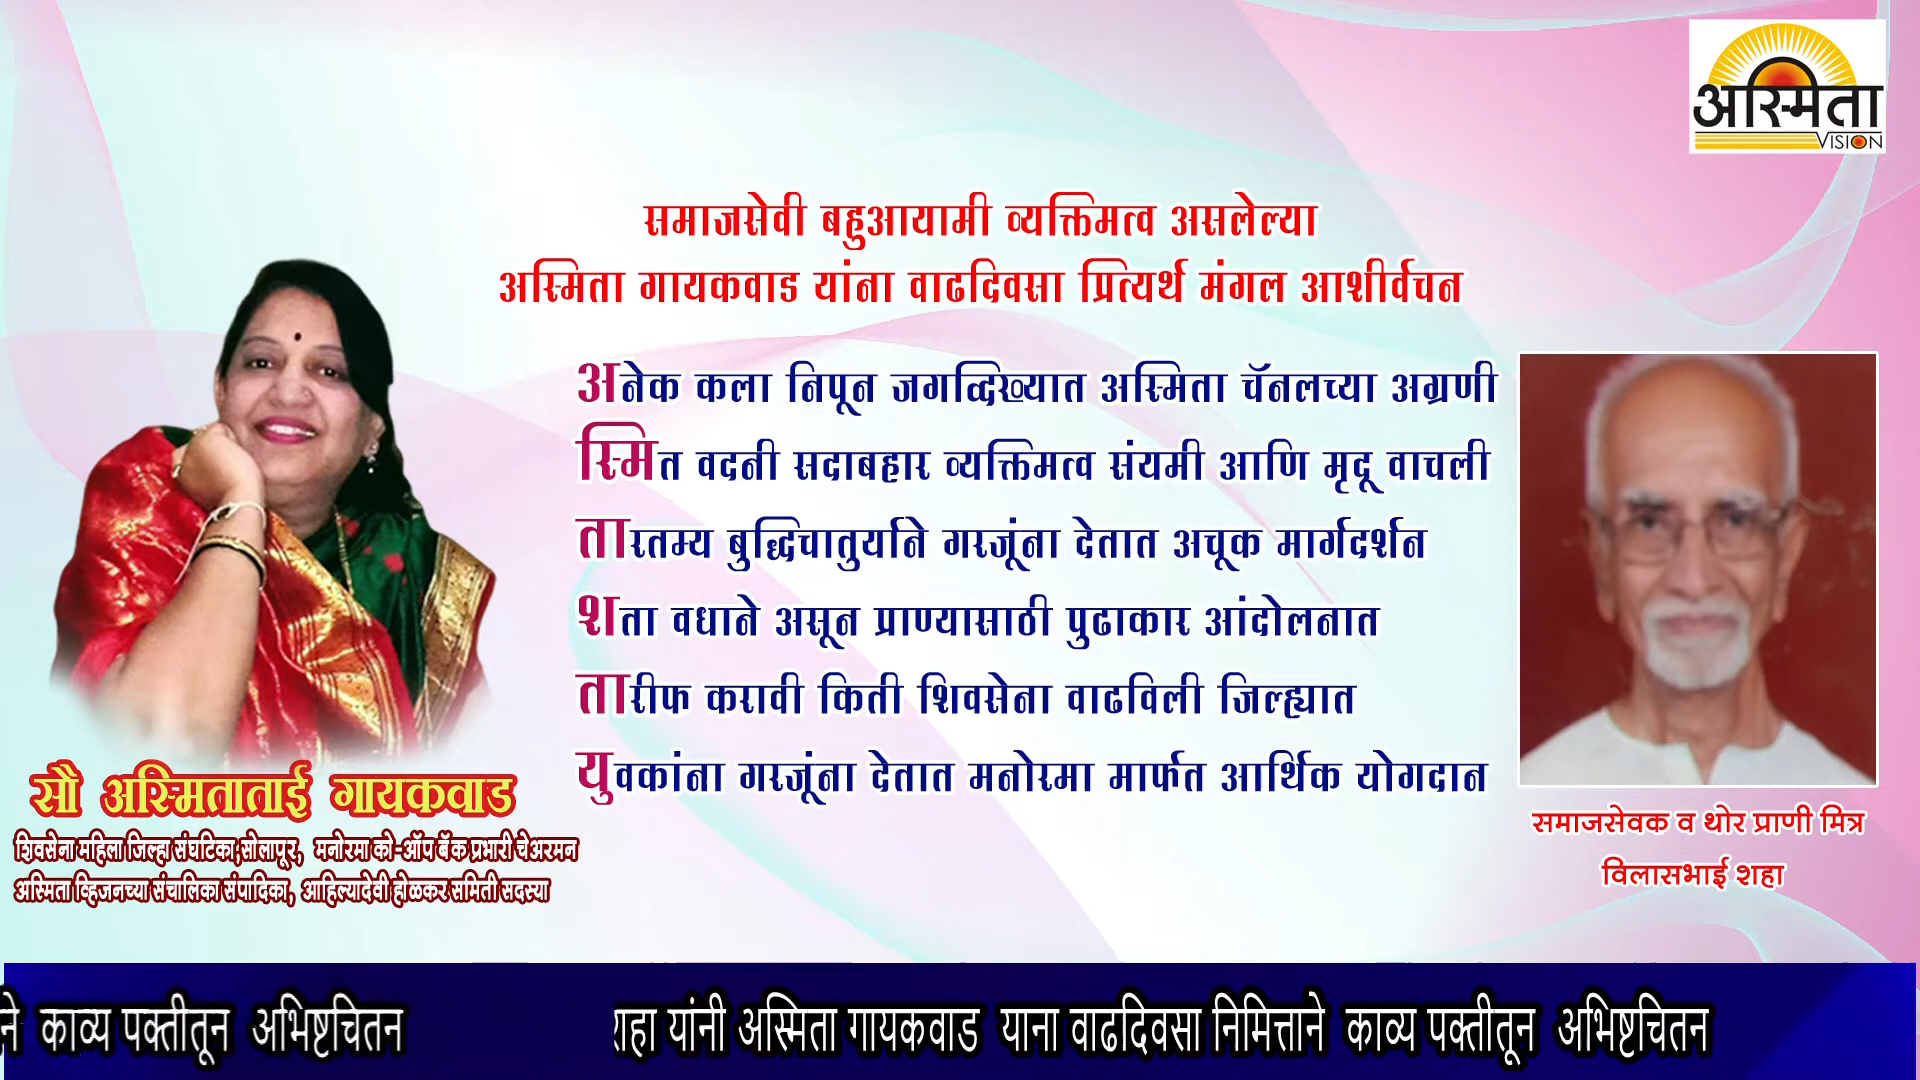 अस्मिता
VISION
समाजसेवी बहुआयामी व्यक्तिमत्व असलेल्या
अस्मिता गायकवाड यांना वाढदिवसा प्रित्यर्थ मंगल आशीर्वचन
अनेक कला निपून जगव्दिख्यात अस्मिता चॅनलच्या अग्रणी
स्मित वदनी सदाबहार व्यक्तिमत्व संयमी आणि मृदू वाचली
तारतम्य बुद्धिचातुर्याने गरजूंना देतात अचूक मार्गदर्शन
शता वधाने असून प्राण्यासाठी पुढाकार आंदोलनात
तारीफ करावी किती शिवसेना वाढविली जिल्ह्यात
युवकांना गरजूंना देतात मनोरमा मार्फत आर्थिक योगदान
सौ अस्मिताताई गायकवाड
शिवसेना महिला जिल्हा संघटिका,सोलापूर, मनोरमा को-ऑप बँक प्रभारी चेअरमन
अस्मिता व्हिजनच्या संचालिका संपादिका, आहिल्यादेवी होळकर समिती सदस्या
समाजसेवक व थोर प्राणी मित्र
विलासभाई शहा
ने काव्य पक्तीतून अभिष्टचितन शहा यांनी अस्मिता गायकवाड याना वाढदिवसा निमित्ताने काव्य पक्तीतून अभिष्टचितन